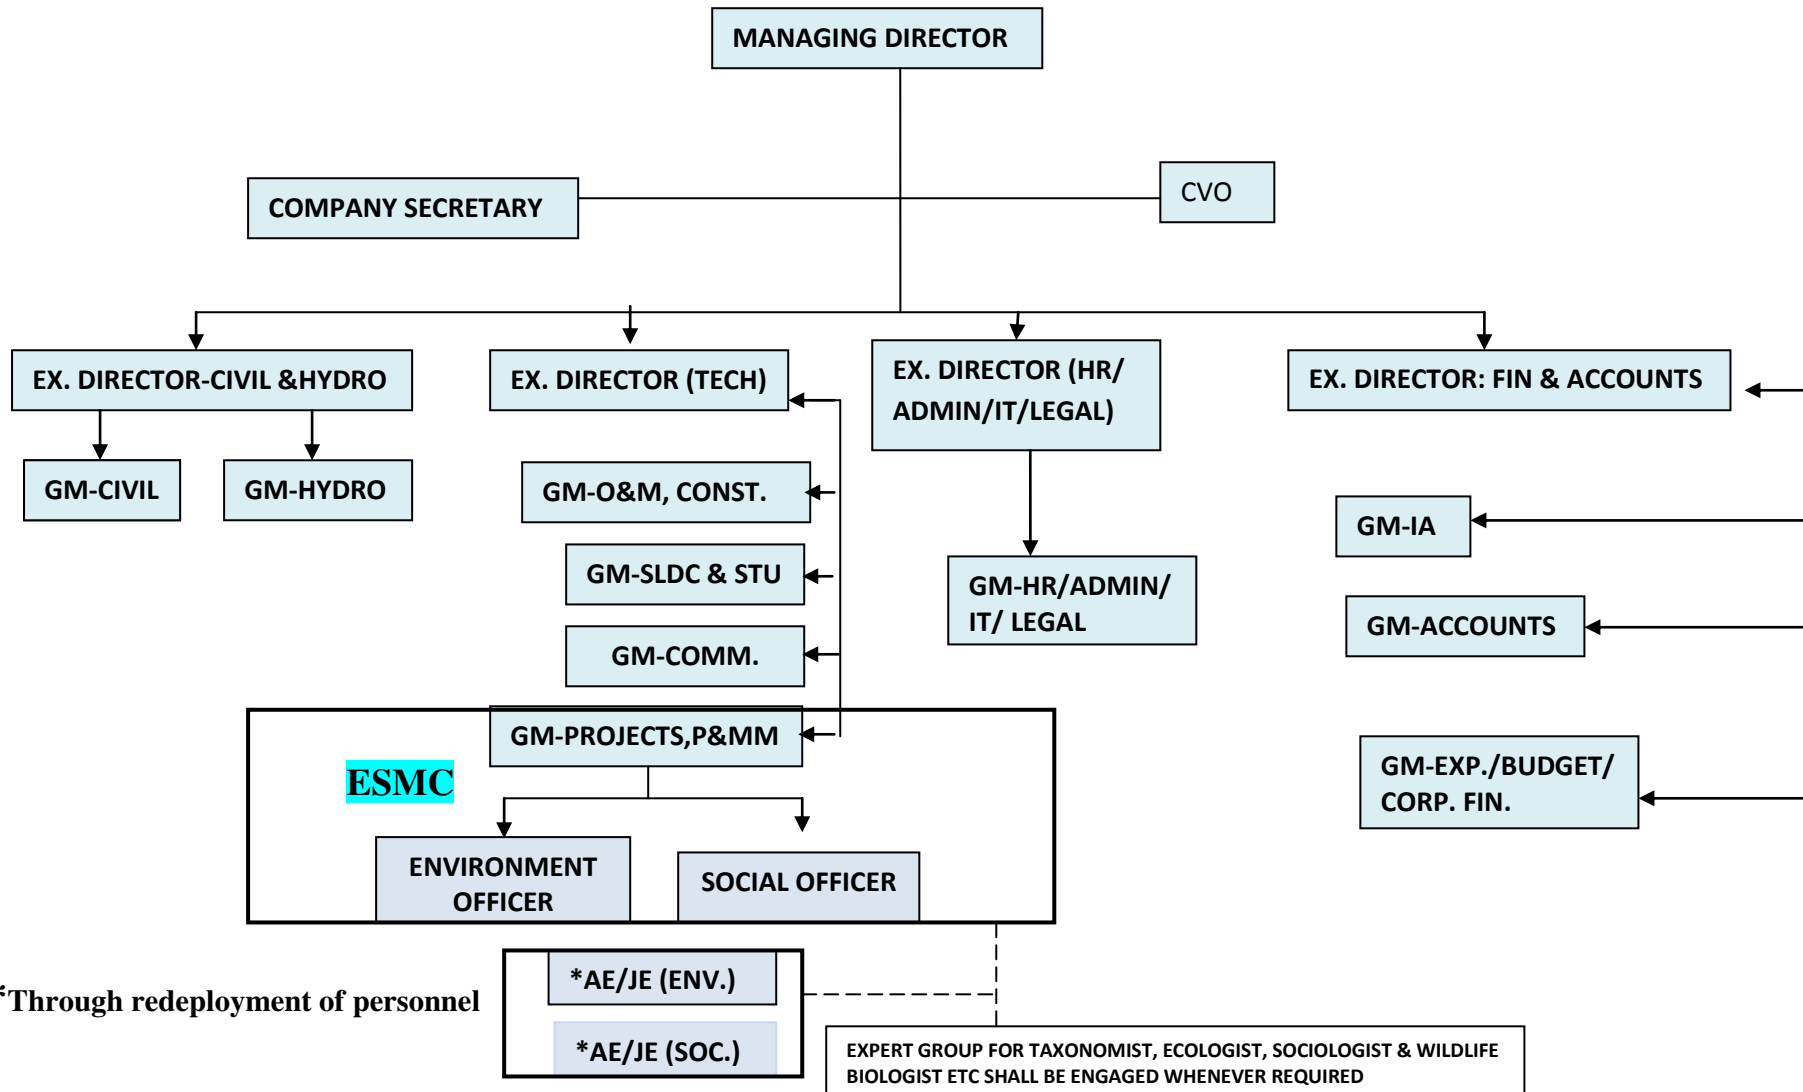 MANAGING DIRECTOR
COMPANY SECRETARY
CVO
EX. DIRECTOR-CIVIL &HYDRO
EX. DIRECTOR (TECH)
EX. DIRECTOR (HR/
ADMIN/IT/LEGAL)
EX. DIRECTOR: FIN & ACCOUNTS
GM-CIVIL
GM-HYDRO
GM-O&M, CONST.
GM-SLDC & STU
GM-COMM.
GM-PROJECTS,P&MM
GM-HR/ADMIN/
IT/ LEGAL
GM-IA
GM-ACCOUNTS
GM-EXP./BUDGET/
CORP. FIN.
ESMC
ENVIRONMENT
OFFICER
SOCIAL OFFICER
*Through redeployment of personnel
*AE/JE (ENV.)
*AE/JE (SOC.)
EXPERT GROUP FOR TAXONOMIST, ECOLOGIST, SOCIOLOGIST & WILDLIFE
BIOLOGIST ETC SHALL BE ENGAGED WHENEVER REQUIRED